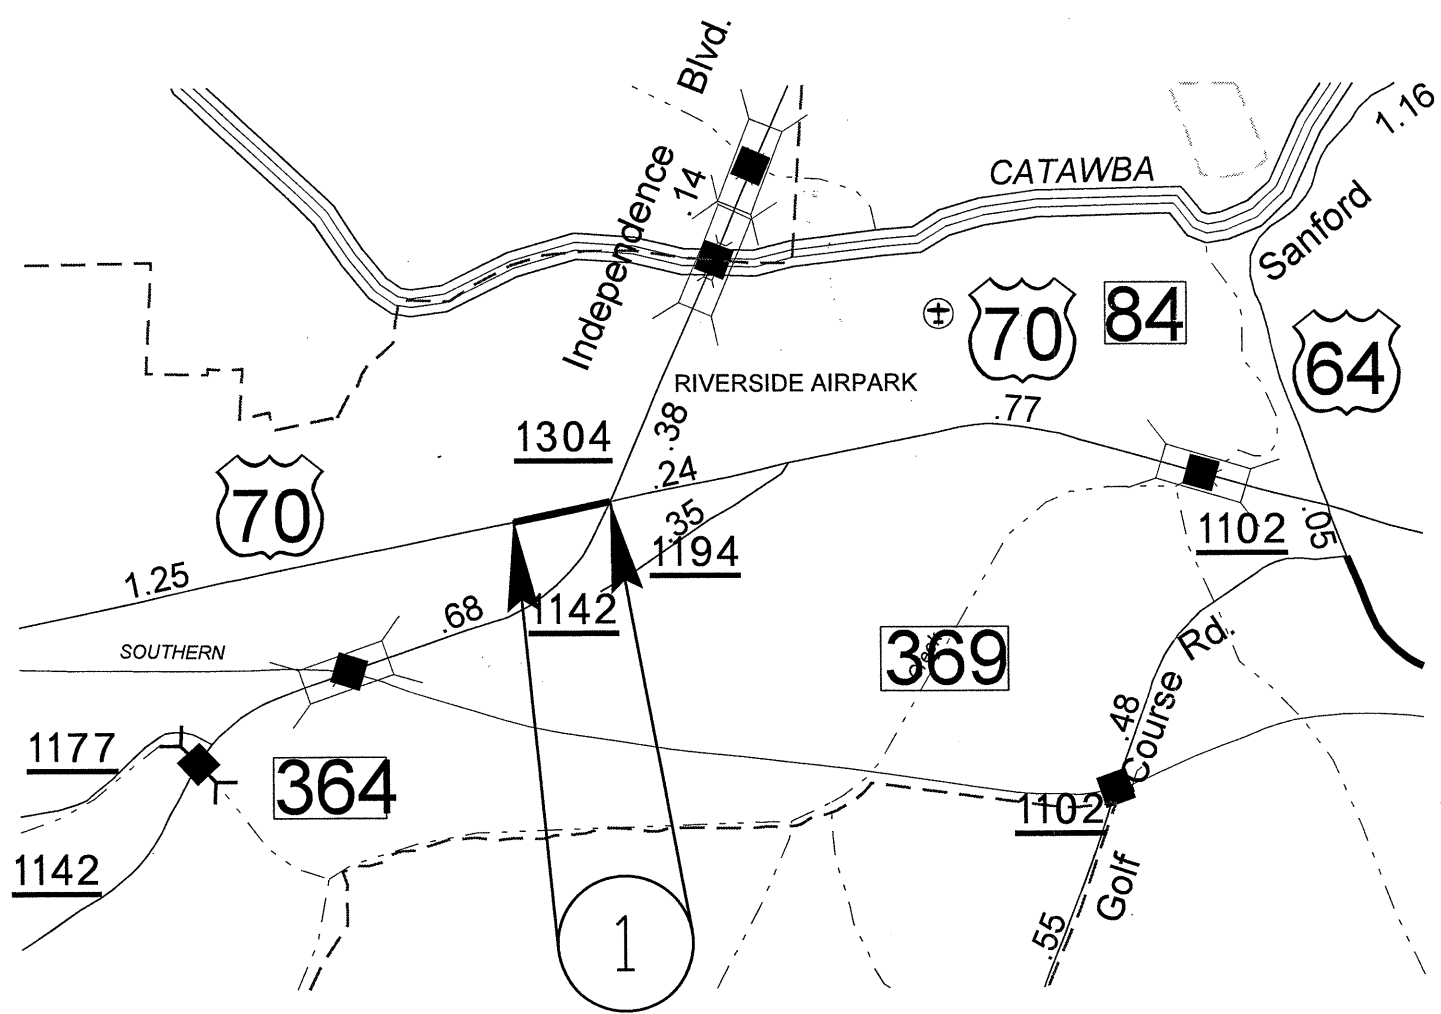 Blvd.
1.16
CATAWBA
.14
Independence
Sanford
70
84
64
RIVERSIDE AIRPARK
.77
1304
.38
.24
70
.35
1194
1102
.05
1.25
.68
1142
SOUTHERN
369
Creek
Rd.
.48
Course
1177
364
1102
1142
Golf
.55
1